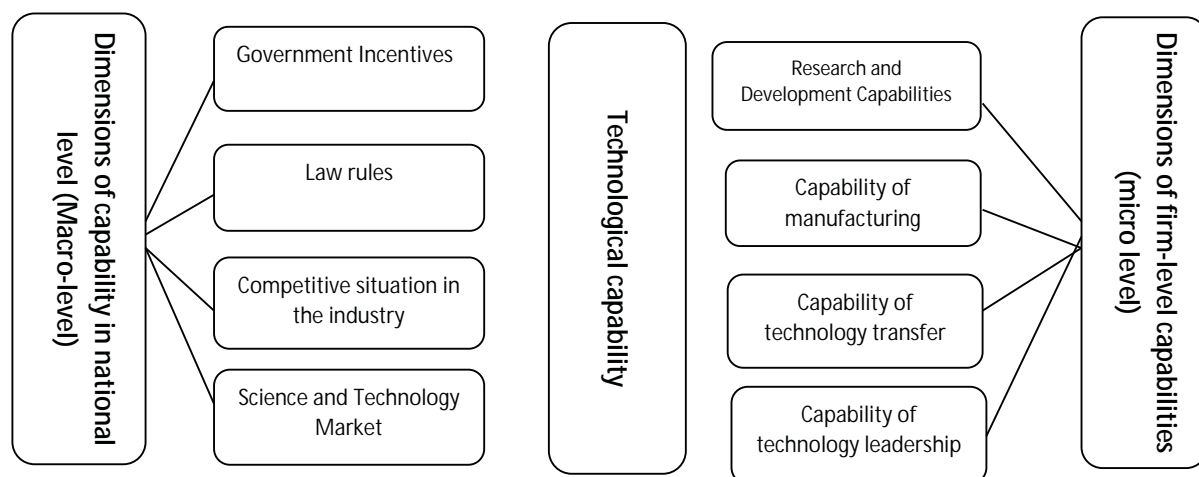 Dimensions of capability in national
level (Macro-level)
Government Incentives
Law rules
Competitive situation in
the industry
Science and Technology
Market
Technological capability
Research and
Development Capabilities
Capability of
manufacturing
Capability of
technology transfer
Capability of
technology leadership
Dimensions of firm-level capabilities
(micro level)